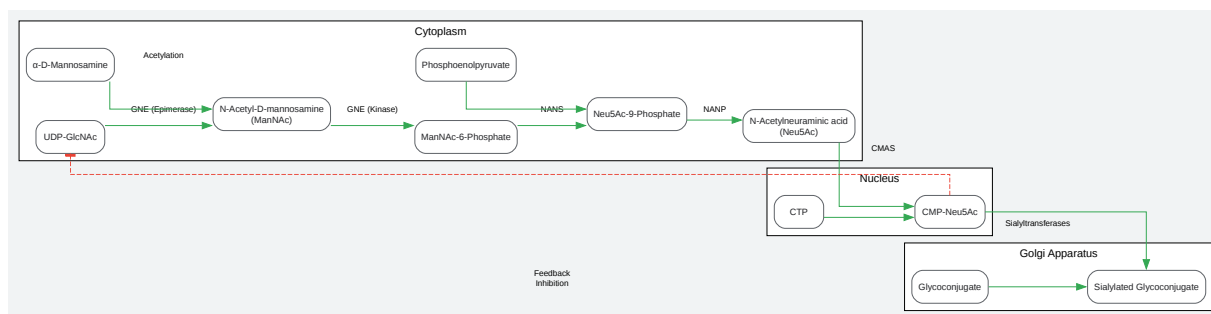 Cytoplasm
α-D-Mannosamine
Acetylation
Phosphoenolpyruvate
GNE (Epimerase)
N-Acetyl-D-mannosamine
(ManNAc)
GNE (Kinase)
NANS
Neu5Ac-9-Phosphate
NANP
N-Acetylneuraminic acid
(Neu5Ac)
UDP-GlcNAc
ManNAc-6-Phosphate
CMAS
Nucleus
CTP
CMP-Neu5Ac
Sialyltransferases
Golgi Apparatus
Feedback
Inhibition
Glycoconjugate
Sialylated Glycoconjugate